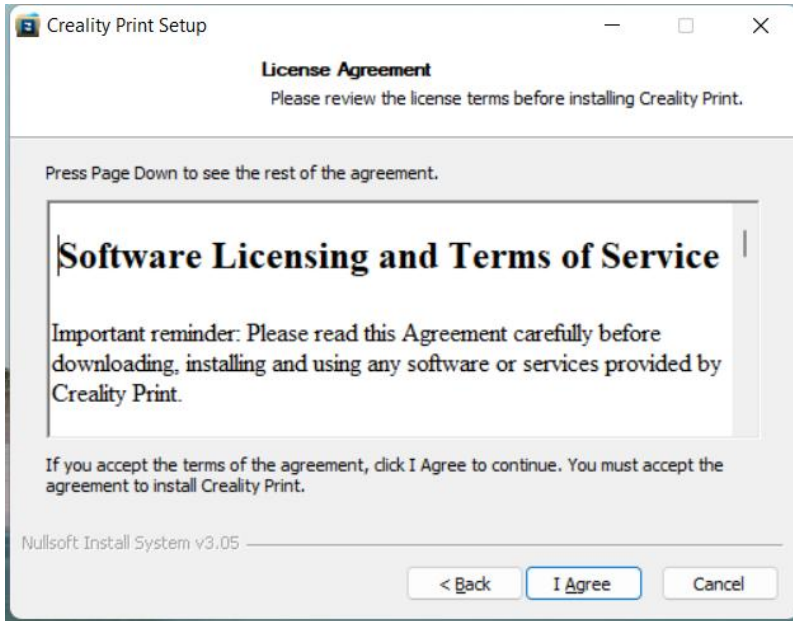 Creality Print Setup
License Agreement
Please review the license terms before installing Creality Print.
Press Page Down to see the rest of the agreement.
Software Licensing and Terms of Service
Important reminder: Please read this Agreement carefully before
downloading, installing and using any software or services provided by
Creality Print.
If you accept the terms of the agreement, click I Agree to continue. You must accept the
agreement to install Creality Print.
Nullsoft Install System v3.05
< Back I Agree Cancel